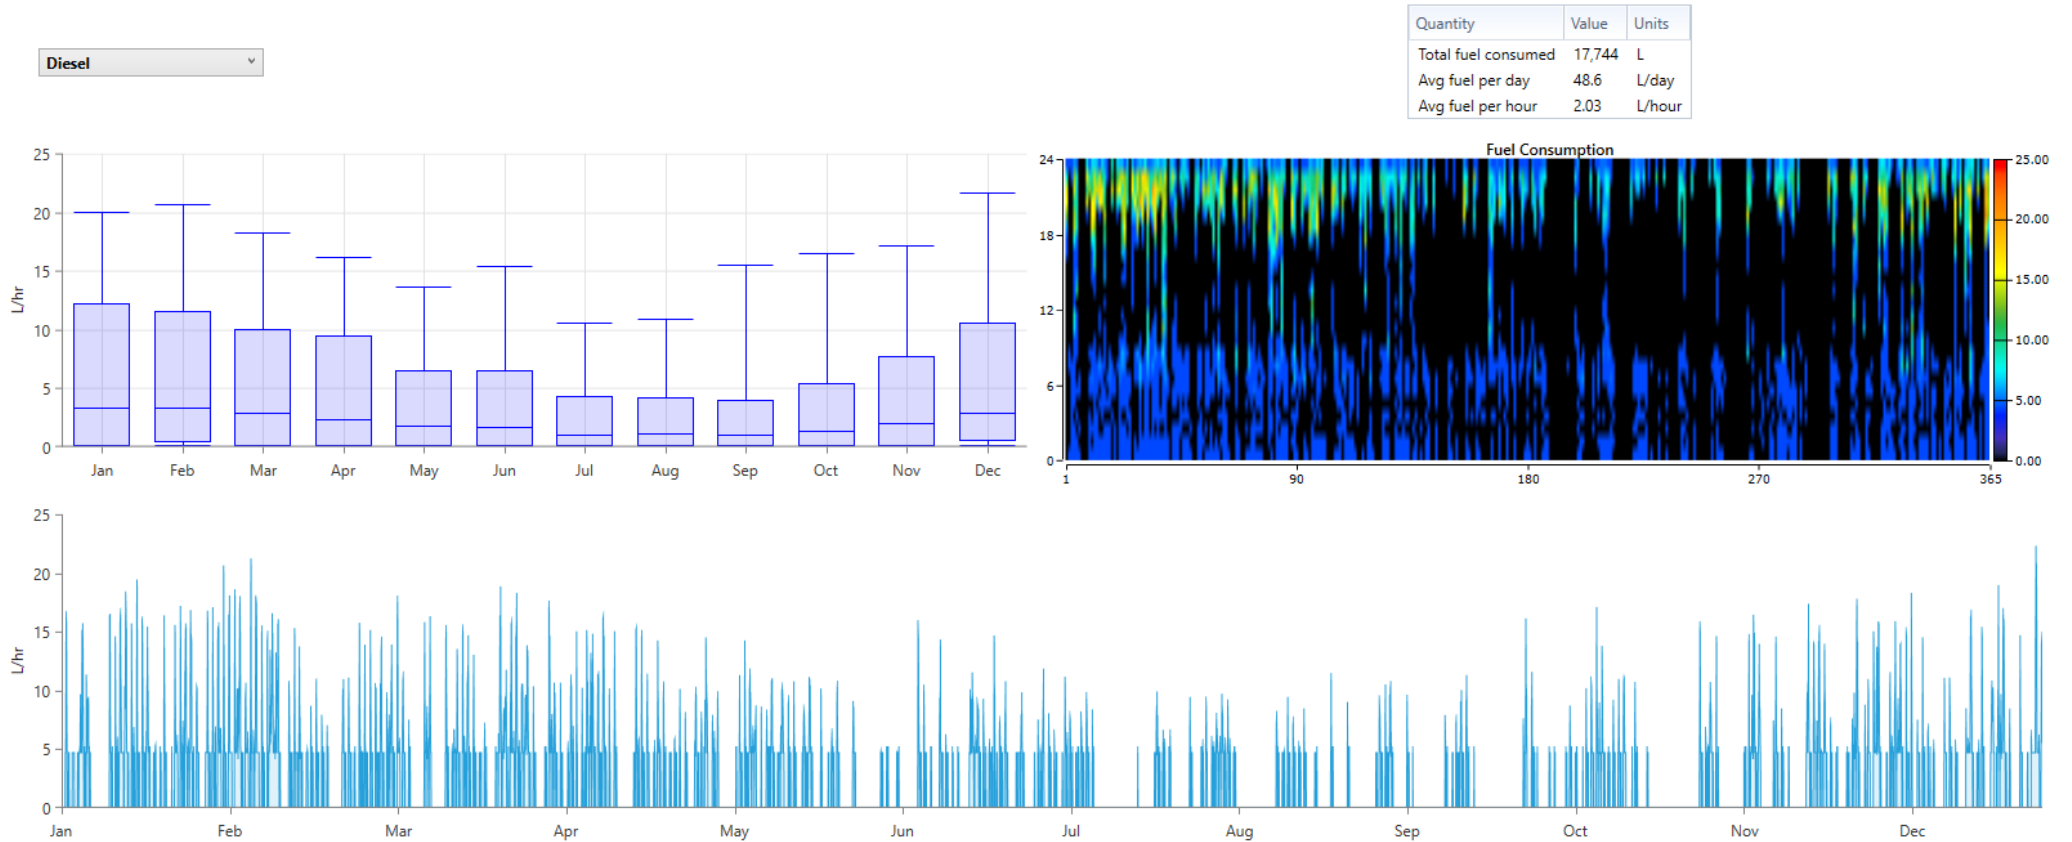 Diesel
Quantity Value Units
Total fuel consumed 17,744 L
Avg fuel per day 48.6 L/day
Avg fuel per hour 2.03 L/hour
25
20
15
10
5
0
L/hr
Jan Feb Mar Apr May Jun Jul Aug Sep Oct Nov Dec
Fuel Consumption
24
18
12
6
0
1 90 180 270 365
25.00
20.00
15.00
10.00
5.00
0.00
25
20
15
10
5
0
L/hr
Jan Feb Mar Apr May Jun Jul Aug Sep Oct Nov Dec